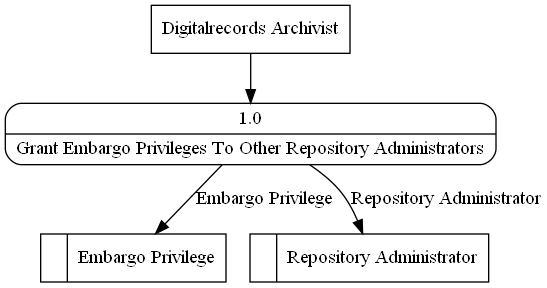 Digitalrecords Archivist
1.0
Grant Embargo Privileges To Other Repository Administrators
Embargo Privilege
Repository Administrator
Embargo Privilege
Repository Administrator